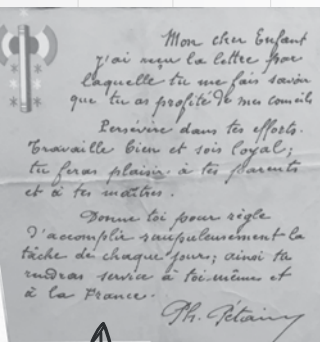 Mon cher Enfant
j'ai reçu la lettre par
laquelle tu me fais savoir
que tu as profité de mes conseils
Persévère dans tes efforts.
Travaille bien et sois loyal;
tu feras plaisir à tes parents
et à tes maîtres.
Donne toi pour règle
d'accomplir scrupuleusement la
tâche de chaque jour; ainsi tu
rendras service à toi-même et
à la France.
Ph. Pétain